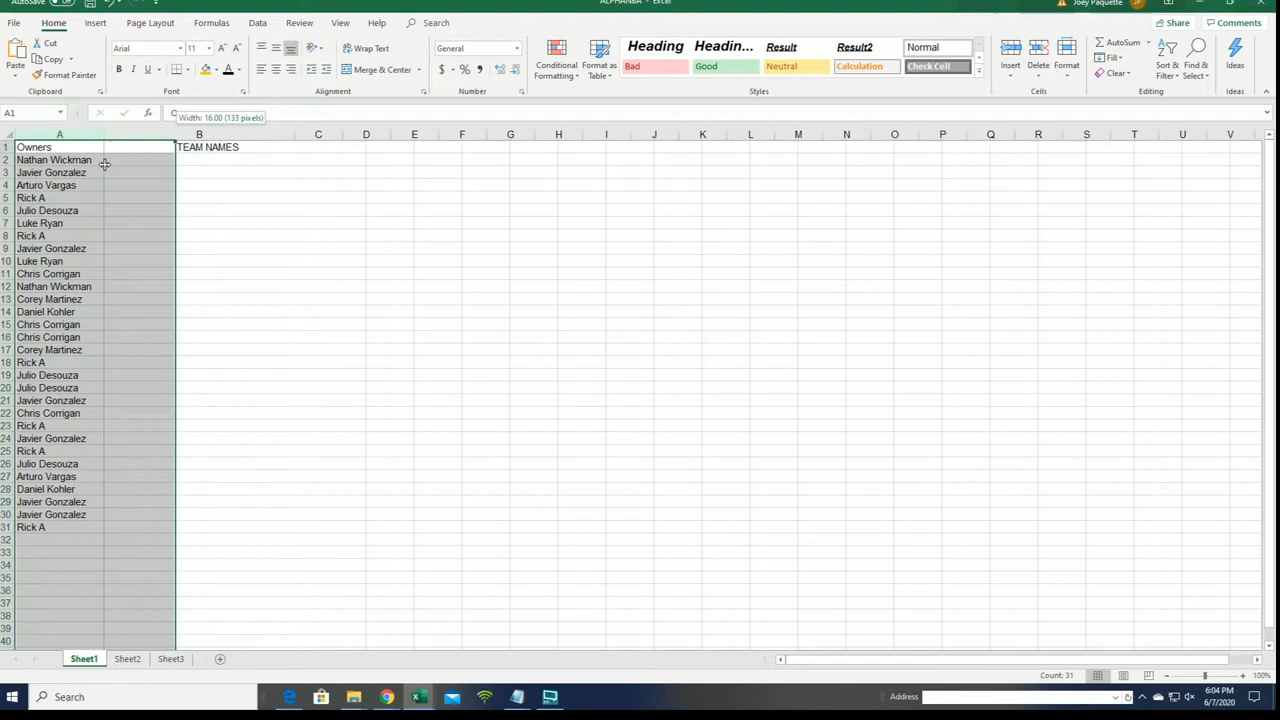 AutoSave Off ALPHANBA - Excel Joey Paquette JP
File Home Insert Page Layout Formulas Data Review View Help Search Share Comments
Paste Cut Copy Format Painter Clipboard
Arial 11 A A B I U A Font
Wrap Text Merge & Center Alignment
General $ % Number
Conditional Formatting Format as Table
Heading Headin... Result Result2 Normal
Bad Good Neutral Calculation Check Cell
Styles
Insert Delete Format Cells
AutoSum Fill Clear Sort & Filter Find & Select Editing
Ideas Ideas
A1 fx Width: 16.00 (133 pixels)
A B C D E F G H I J K L M N O P Q R S T U V
1 Owners TEAM NAMES
2 Nathan Wickman
3 Javier Gonzalez
4 Arturo Vargas
5 Rick A
6 Julio Desouza
7 Luke Ryan
8 Rick A
9 Javier Gonzalez
10 Luke Ryan
11 Chris Corrigan
12 Nathan Wickman
13 Corey Martinez
14 Daniel Kohler
15 Chris Corrigan
16 Chris Corrigan
17 Corey Martinez
18 Rick A
19 Julio Desouza
20 Julio Desouza
21 Javier Gonzalez
22 Chris Corrigan
23 Rick A
24 Javier Gonzalez
25 Rick A
26 Julio Desouza
27 Arturo Vargas
28 Daniel Kohler
29 Javier Gonzalez
30 Javier Gonzalez
31 Rick A
32
33
34
35
36
37
38
39
40
Sheet1 Sheet2 Sheet3
Count: 31 100%
Search Address 6:04 PM
6/7/2020